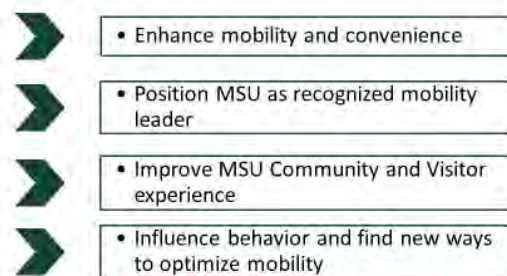 • Enhance mobility and convenience
• Position MSU as recognized mobility
leader
• Improve MSU Community and Visitor
experience
• Influence behavior and find new ways
to optimize mobility